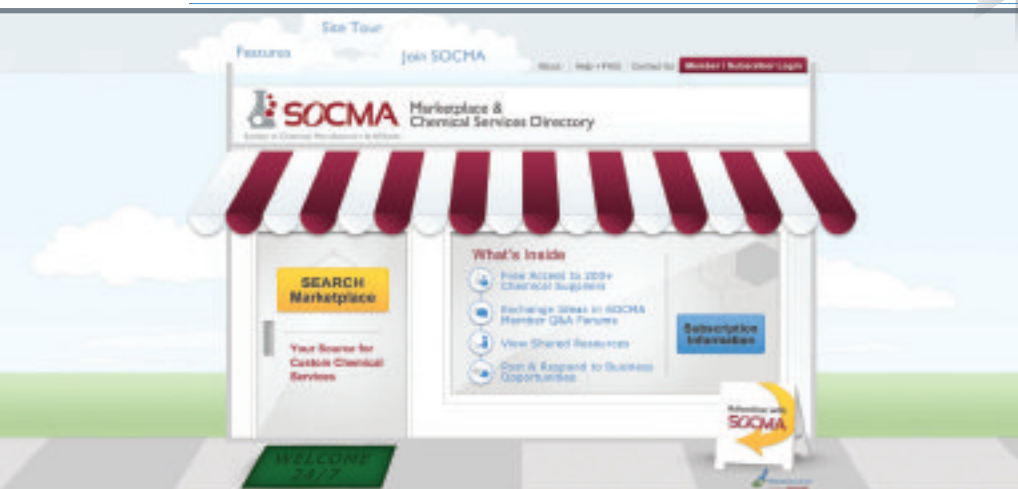 Site Tour
Features
Join SOCMA
About
Help + FAQ
Contact Us
Member / Subscriber Login
SOCMA
Marketplace &
Chemical Services Directory
SEARCH
Marketplace
Your Source for
Custom Chemical
Services
What's Inside
Free Access to 200+
Chemical Suppliers
Exchange Ideas in SOCMA
Member Q&A Forums
View Shared Resources
Post & Respond to Business
Opportunities
Subscription
Information
Advertise with
SOCMA
WELCOME
24/7